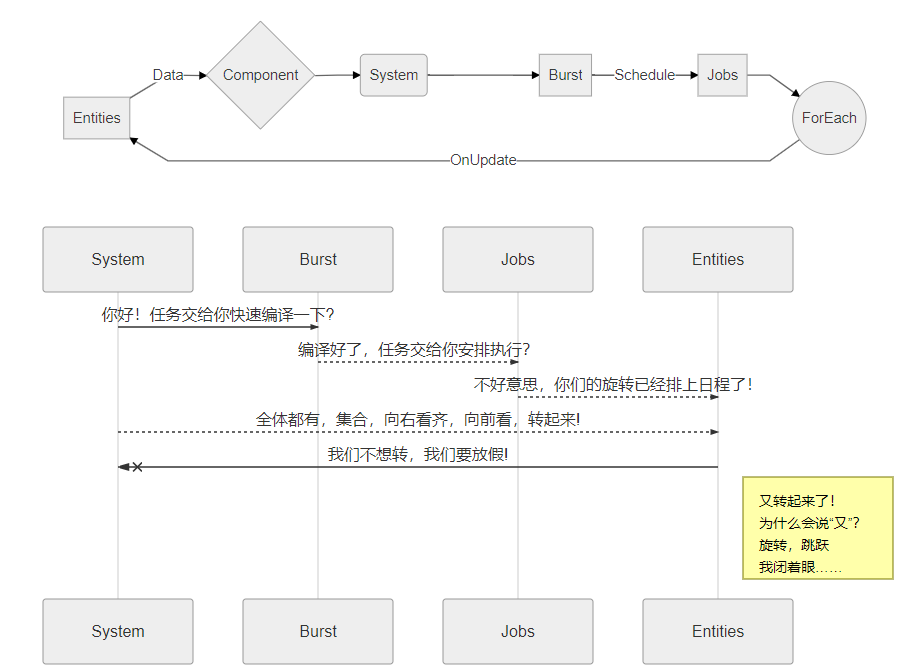 Data
Component
System
Burst
Schedule
Jobs
Entities
ForEach
OnUpdate
System
Burst
Jobs
Entities
你好！任务交给你快速编译一下?
编译好了，任务交给你安排执行?
不好意思，你们的旋转已经排上日程了!
全体都有，集合，向右看齐，向前看，转起来!
我们不想转，我们要放假!
又转起来了!
为什么会说“又”?
旋转，跳跃
我闭着眼……
System
Burst
Jobs
Entities